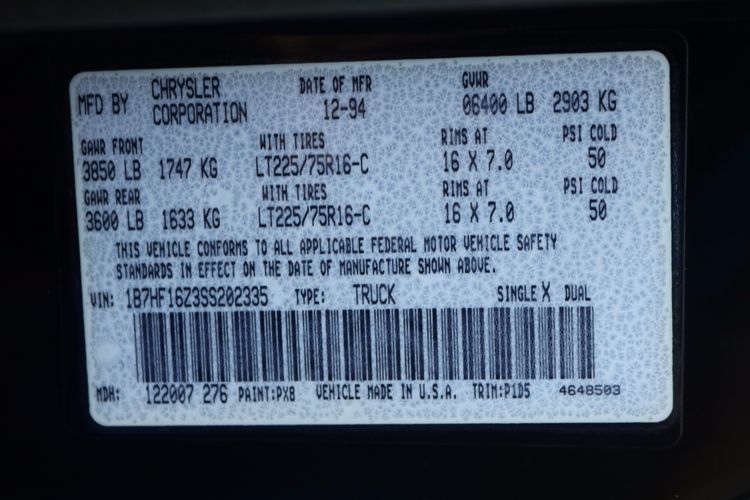 MFD BY CHRYSLER CORPORATION DATE OF MFR 12-94 GVWR 06400 LB 2903 KG
GAWR FRONT WITH TIRES RIMS AT PSI COLD
3850 LB 1747 KG LT225/75R16-C 16 X 7.0 50
GAWR REAR WITH TIRES RIMS AT PSI COLD
3600 LB 1633 KG LT225/75R16-C 16 X 7.0 50
THIS VEHICLE CONFORMS TO ALL APPLICABLE FEDERAL MOTOR VEHICLE SAFETY
STANDARDS IN EFFECT ON THE DATE OF MANUFACTURE SHOWN ABOVE.
VIN: 1B7HF16Z3SS202335 TYPE: TRUCK SINGLE X DUAL
MDH: 122007 276 PAINT:PX8 VEHICLE MADE IN U.S.A. TRIM:P1D5 4648503